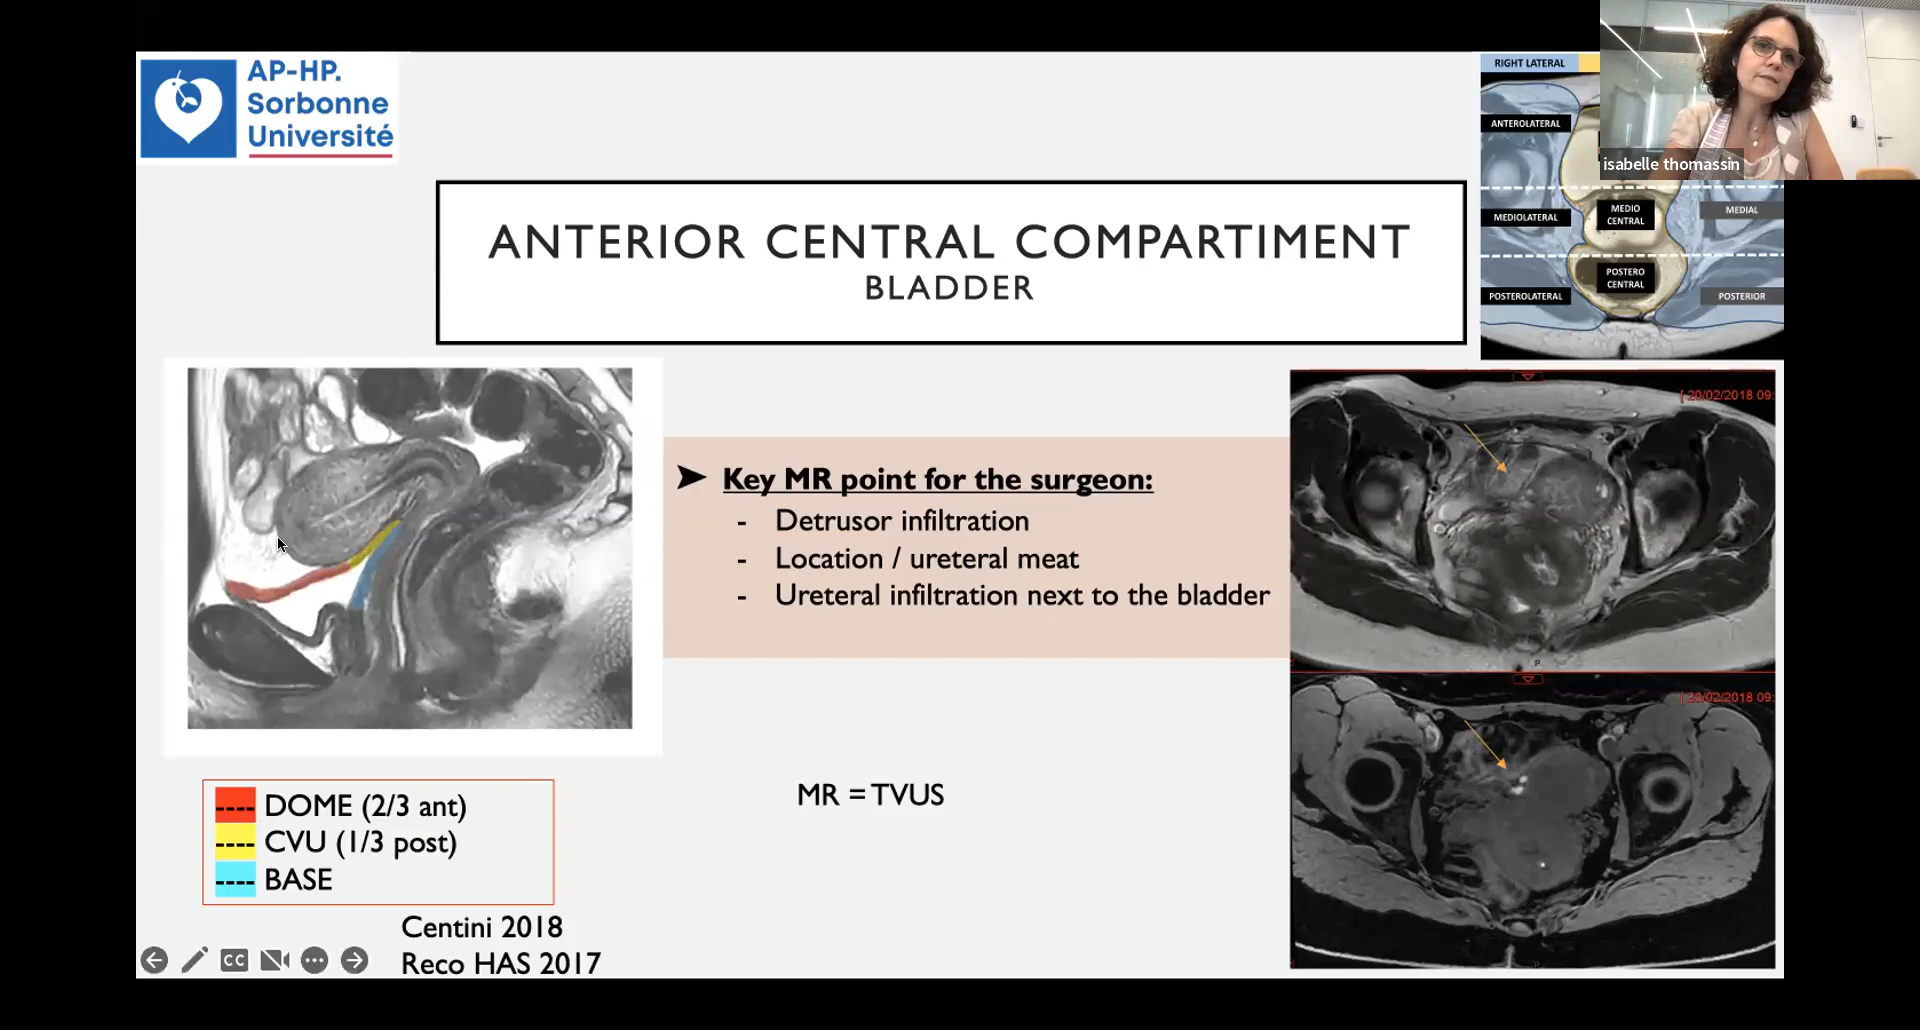 AP-HP.
Sorbonne
Université
RIGHT LATERAL
ANTEROLATERAL
isabelle thomassin
MEDIOLATERAL
MEDIO
CENTRAL
MEDIAL
POSTERO
CENTRAL
POSTEROLATERAL
POSTERIOR
ANTERIOR CENTRAL COMPARTIMENT
BLADDER
➤ Key MR point for the surgeon:
- Detrusor infiltration
- Location / ureteral meat
- Ureteral infiltration next to the bladder
MR = TVUS
[ 20/02/2018 09:
P
[ 20/02/2018 09:
---- DOME (2/3 ant)
---- CVU (1/3 post)
---- BASE
Centini 2018
Reco HAS 2017
CC